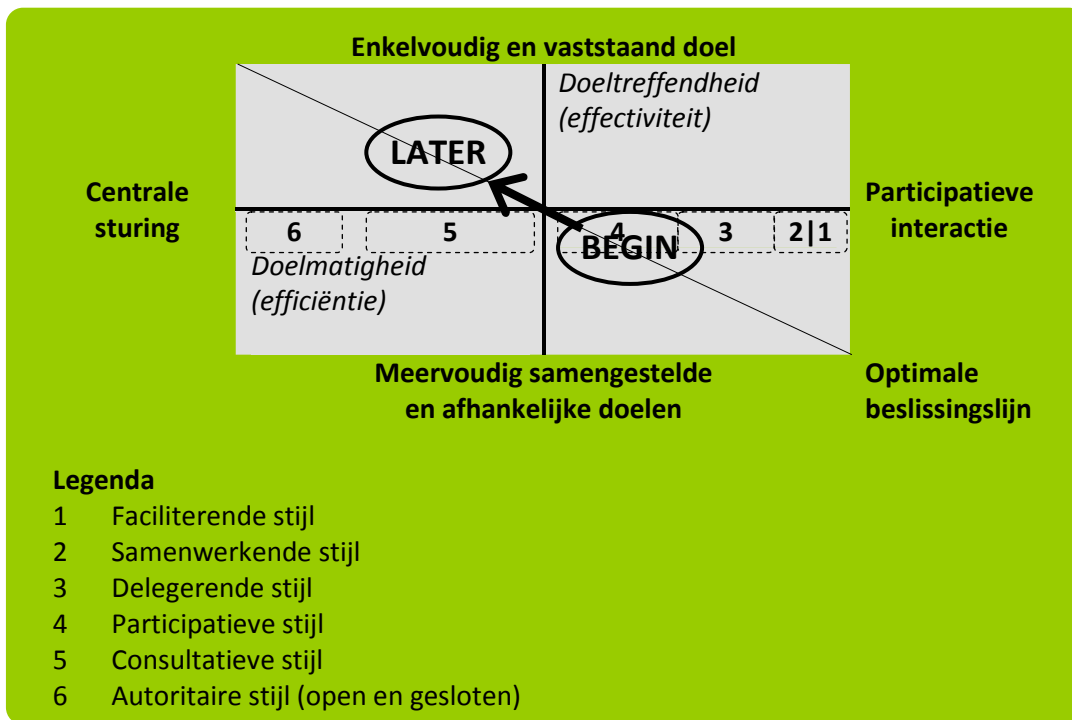 Enkelvoudig en vaststaand doel
Doeltreffendheid
(effectiviteit)
LATER
Centrale
sturing
Participatieve
interactie
6 5 4 3 2|1
BEGIN
Doelmatigheid
(efficiëntie)
Meervoudig samengestelde
en afhankelijke doelen
Optimale
beslissingslijn
Legenda
1 Faciliterende stijl
2 Samenwerkende stijl
3 Delegerende stijl
4 Participatieve stijl
5 Consultatieve stijl
6 Autoritaire stijl (open en gesloten)